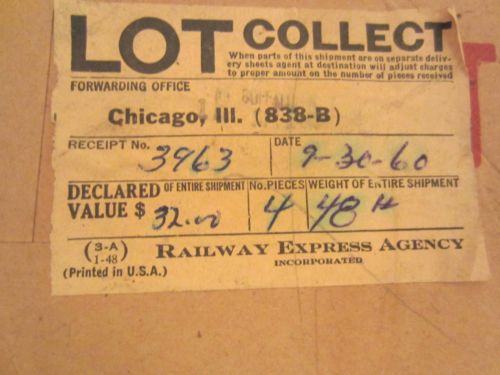 LOT COLLECT
When parts of this shipment are on separate deliv-
ery sheets agent at destination will adjust charges
to proper amount on the number of pieces received
FORWARDING OFFICE
Chicago, Ill. (838-B)
RECEIPT No. 3963 DATE 9-30-60
DECLARED VALUE $ OF ENTIRE SHIPMENT 32.00 No. PIECES 4 WEIGHT OF ENTIRE SHIPMENT 48 #
(3-A)
1-48
RAILWAY EXPRESS AGENCY
INCORPORATED
(Printed in U.S.A.)